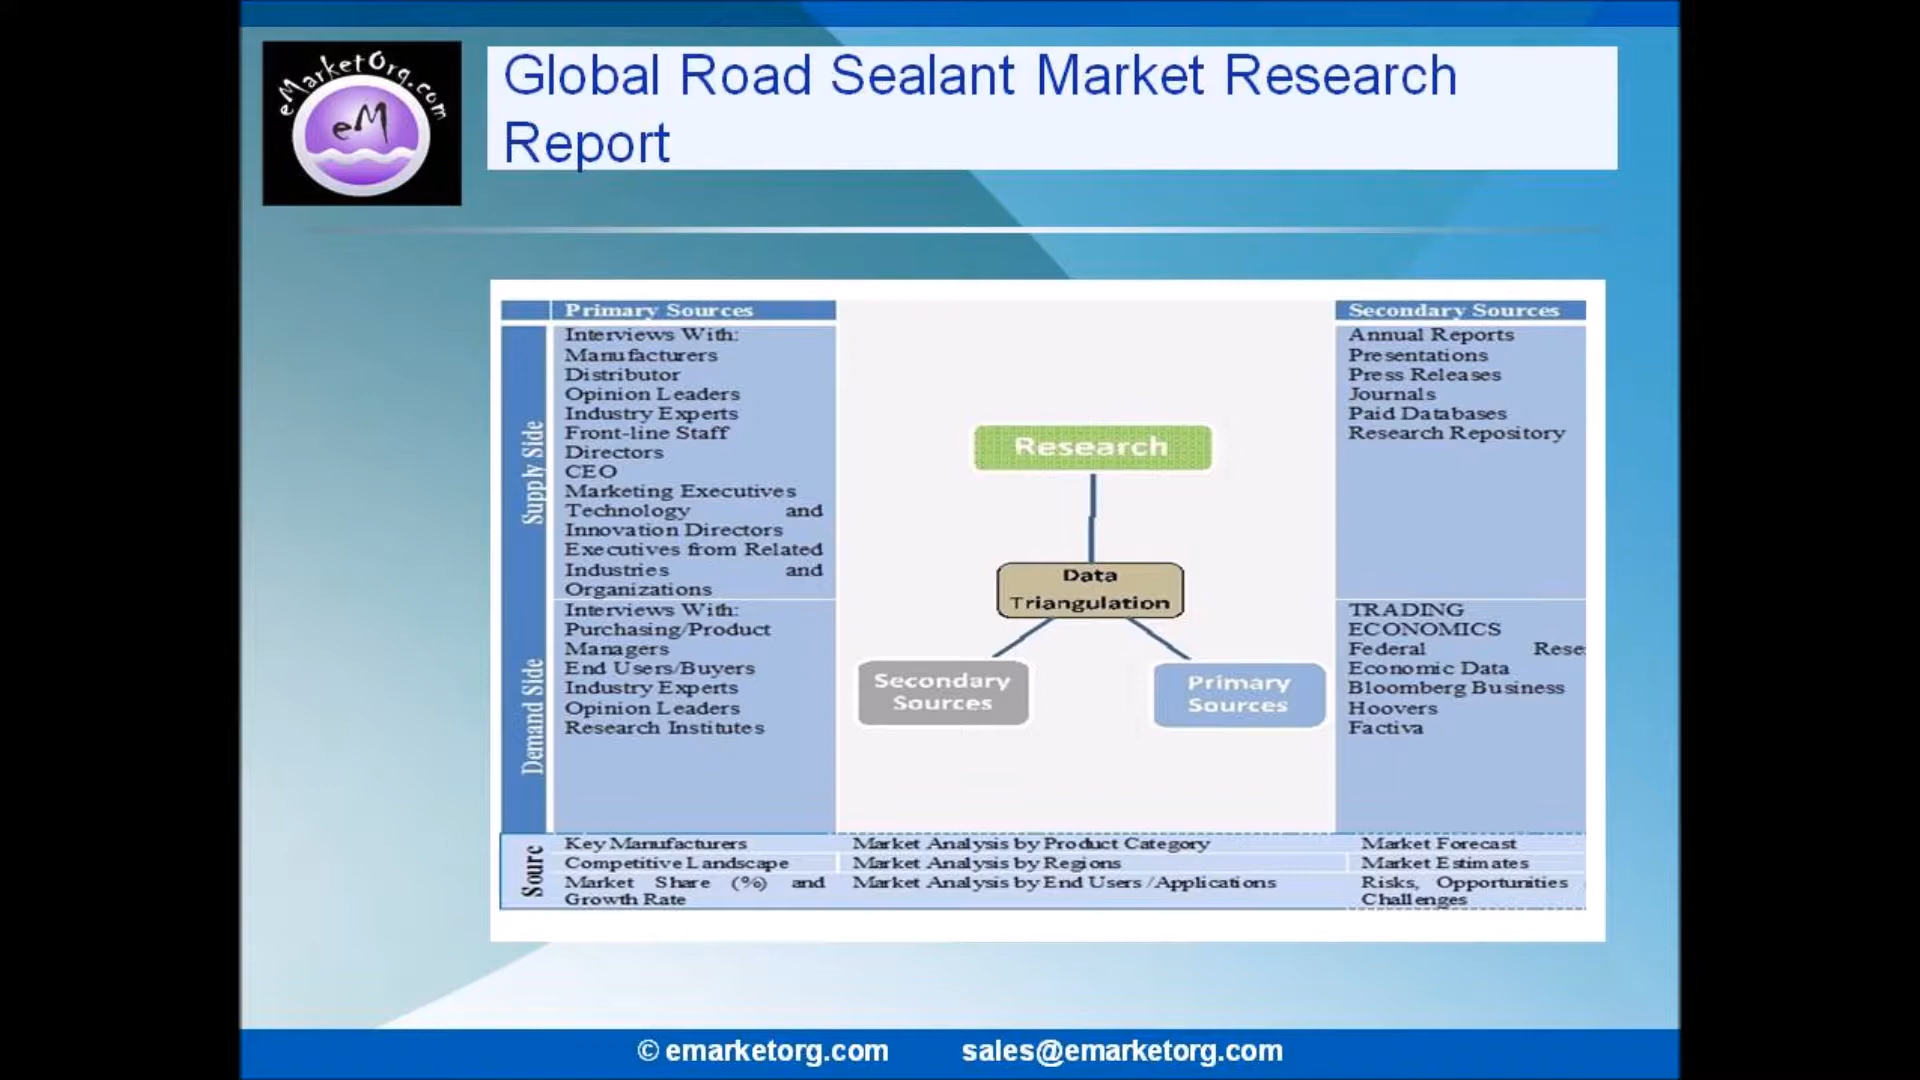 eMarketOrg.com
eM
Global Road Sealant Market Research
Report
Primary Sources
Supply Side
Interviews With:
Manufacturers
Distributor
Opinion Leaders
Industry Experts
Front-line Staff
Directors
CEO
Marketing Executives
Technology and
Innovation Directors
Executives from Related
Industries and
Organizations
Demand Side
Interviews With:
Purchasing/Product
Managers
End Users/Buyers
Industry Experts
Opinion Leaders
Research Institutes
Research
Data
Triangulation
Secondary
Sources
Primary
Sources
Secondary Sources
Annual Reports
Presentations
Press Releases
Journals
Paid Databases
Research Repository
TRADING
ECONOMICS
Federal Rese
Economic Data
Bloomberg Business
Hoovers
Factiva
Sourc
Key Manufacturers
Competitive Landscape
Market Share (%) and
Growth Rate
Market Analysis by Product Category
Market Analysis by Regions
Market Analysis by End Users /Applications
Market Forecast
Market Estimates
Risks, Opportunities
Challenges
© emarketorg.com sales@emarketorg.com